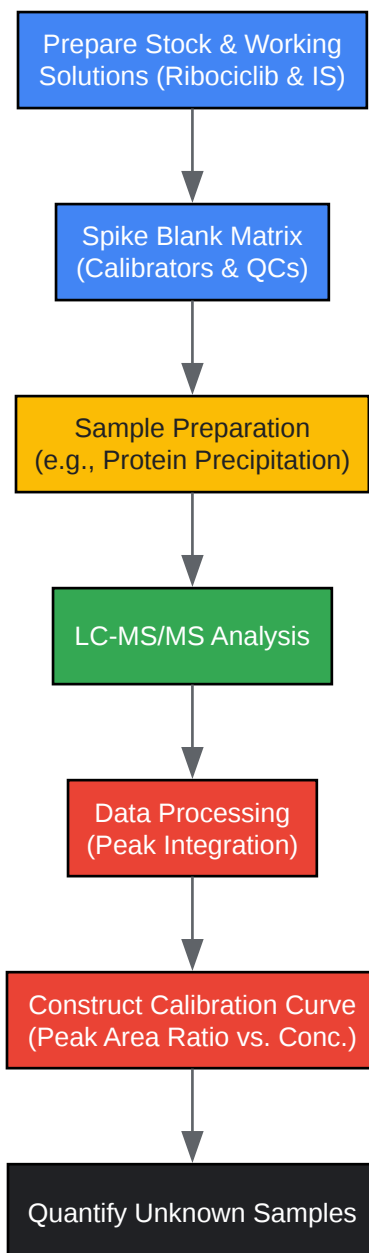 Prepare Stock & Working
Solutions (Ribociclib & IS)
Spike Blank Matrix
(Calibrators & QCs)
Sample Preparation
(e.g., Protein Precipitation)
LC-MS/MS Analysis
Data Processing
(Peak Integration)
Construct Calibration Curve
(Peak Area Ratio vs. Conc.)
Quantify Unknown Samples